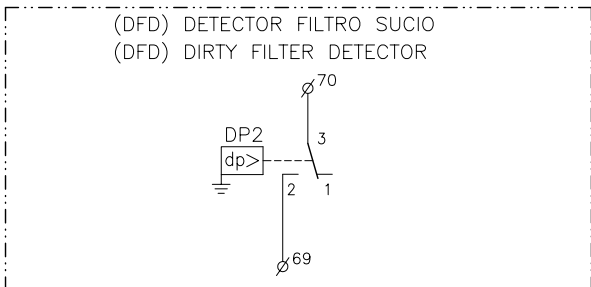 (DFD) DETECTOR FILTRO SUCIO
(DFD) DIRTY FILTER DETECTOR
70
DP2
3
dp>
2
1
69